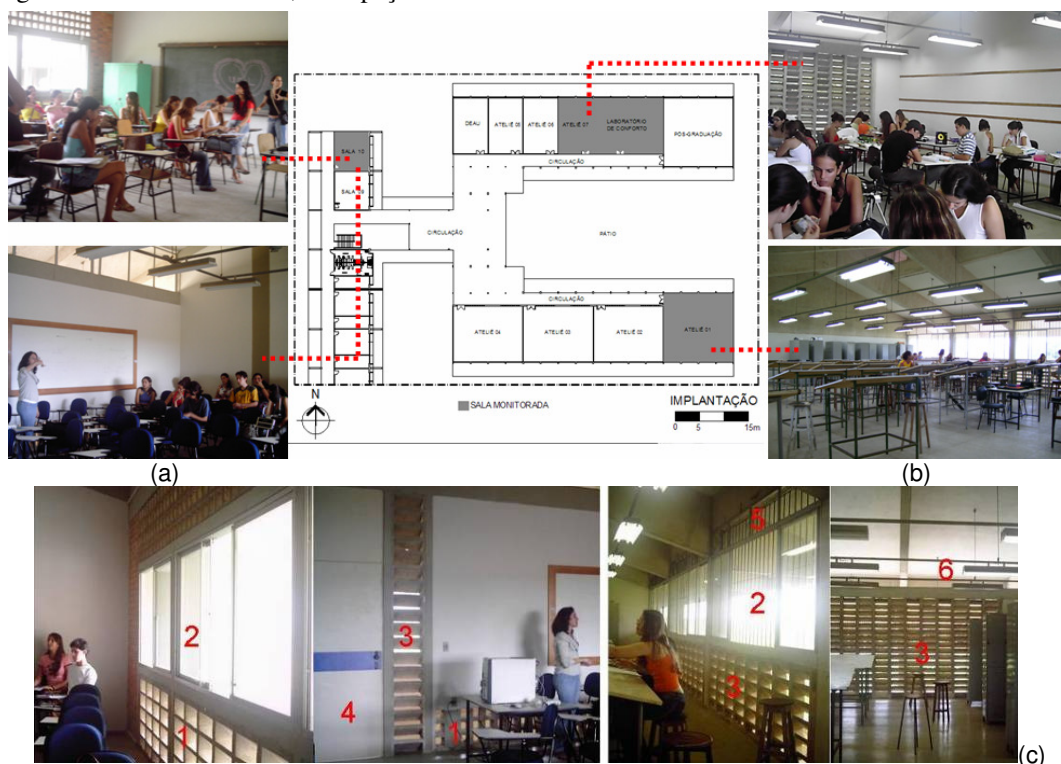 DEAU
ATELIÊ 05
ATELIÊ 06
ATELIÊ 07
LABORATÓRIO
DE CONFORTO
PÓS-GRADUAÇÃO
SALA 10
CIRCULAÇÃO
SALA
CIRCULAÇÃO
PÁTIO
CIRCULAÇÃO
ATELIÊ 04
ATELIÊ 03
ATELIÊ 02
ATELIÊ 01
N
SALA MONITORADA
IMPLANTAÇÃO
0 5 15m
(a)
(b)
2
1
3
4
1
5
2
3
6
3
(c)